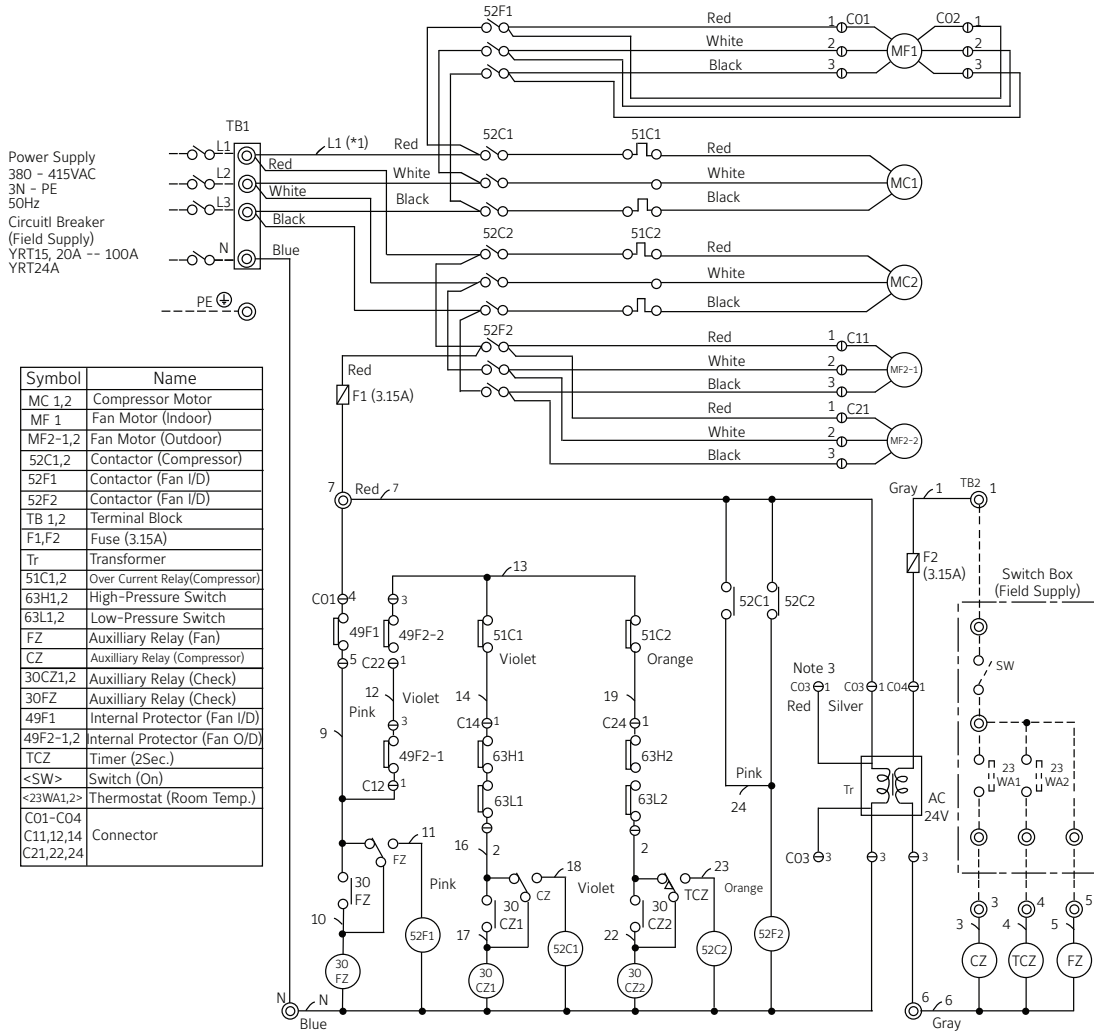 52F1
Red
1
C01
C02
1
White
2
MF1
2
Black
3
3
TB1
Power Supply
380 - 415VAC
3N - PE
50Hz
Circuitl Breaker
(Field Supply)
YRT15, 20A -- 100A
YRT24A
L1
L1 (*1)
Red
52C1
51C1
Red
Red
L2
White
White
MC1
White
L3
Black
Black
Black
52C2
51C2
Red
N
Blue
White
MC2
Black
PE
52F2
Red
1
C11
White
2
MF2-1
Black
3
Red
F1 (3.15A)
Red
1
C21
White
2
MF2-2
Black
3
Symbol Name
MC 1,2 Compressor Motor
MF 1 Fan Motor (Indoor)
MF2-1,2 Fan Motor (Outdoor)
52C1,2 Contactor (Compressor)
52F1 Contactor (Fan I/D)
52F2 Contactor (Fan I/D)
TB 1,2 Terminal Block
F1,F2 Fuse (3.15A)
Tr Transformer
51C1,2 Over Current Relay(Compressor)
63H1,2 High-Pressure Switch
63L1,2 Low-Pressure Switch
FZ Auxilliary Relay (Fan)
CZ Auxilliary Relay (Compressor)
30CZ1,2 Auxilliary Relay (Check)
30FZ Auxilliary Relay (Check)
49F1 Internal Protector (Fan I/D)
49F2-1,2 Internal Protector (Fan O/D)
TCZ Timer (2Sec.)
<SW> Switch (On)
<23WA1,2> Thermostat (Room Temp.)
C01-C04
C11,12,14 Connector
C21,22,24
7
Red
7
Gray
1
TB2
1
F2
(3.15A)
Switch Box
(Field Supply)
13
C01
4
3
49F1
49F2-2
51C1
51C2
52C1
52C2
5
C22
1
Violet
Orange
SW
Note 3
C03
1
C03
1
C04
1
Red
Silver
12
Violet
14
19
Pink
9
3
C14
1
C24
1
49F2-1
63H1
63H2
C12
1
63L1
63L2
Pink
24
Tr
AC
24V
23
WA1
23
WA2
11
16
2
2
C03
3
3
3
FZ
18
23
30
FZ
Pink
CZ
Violet
TCZ
Orange
30
CZ1
30
CZ2
10
17
22
3
4
5
3
4
5
52F1
52C1
52C2
52F2
CZ
TCZ
FZ
30
FZ
30
CZ1
30
CZ2
N
N
Blue
6
6
Gray